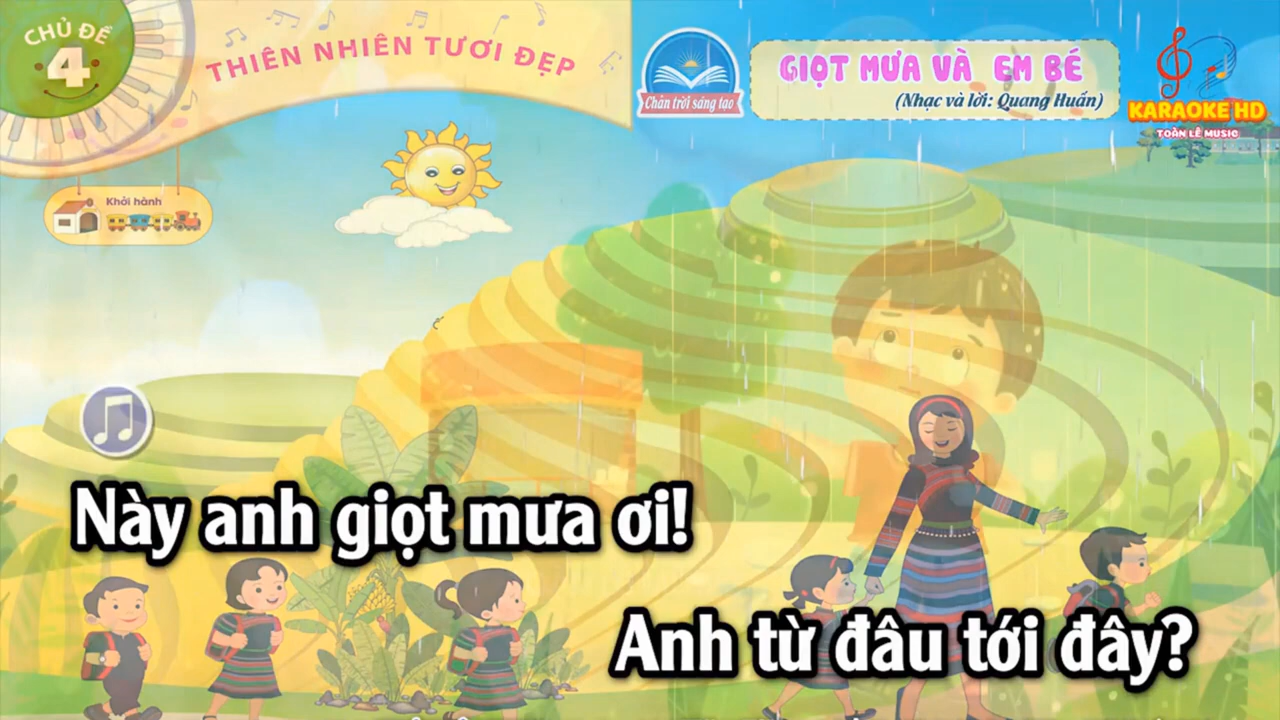 CHỦ ĐỀ
4
THIÊN NHIÊN TƯƠI ĐẸP
Chân trời sáng tạo
GIỌT MƯA VÀ EM BÉ
(Nhạc và lời: Quang Huấn)
KARAOKE HD
TOÀN LÊ MUSIC
Khởi hành
Này anh giọt mưa ơi!
Anh từ đâu tới đây?